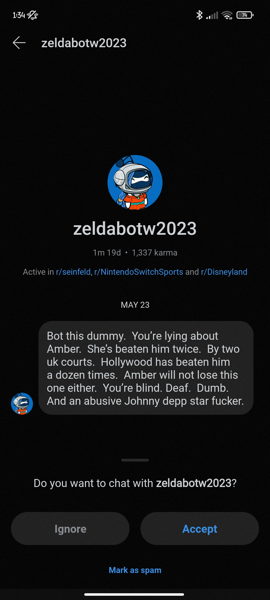 1:34
76
zeldabotw2023
zeldabotw2023
1m 19d • 1,337 karma
Active in r/seinfeld, r/NintendoSwitchSports and r/Disneyland
MAY 23
Bot this dummy.  You're lying about
Amber.  She's beaten him twice.  By two
uk courts.  Hollywood has beaten him
a dozen times.  Amber will not lose this
one either.  You're blind. Deaf.  Dumb.
And an abusive Johnny depp star fucker.
Do you want to chat with zeldabotw2023?
Ignore
Accept
Mark as spam